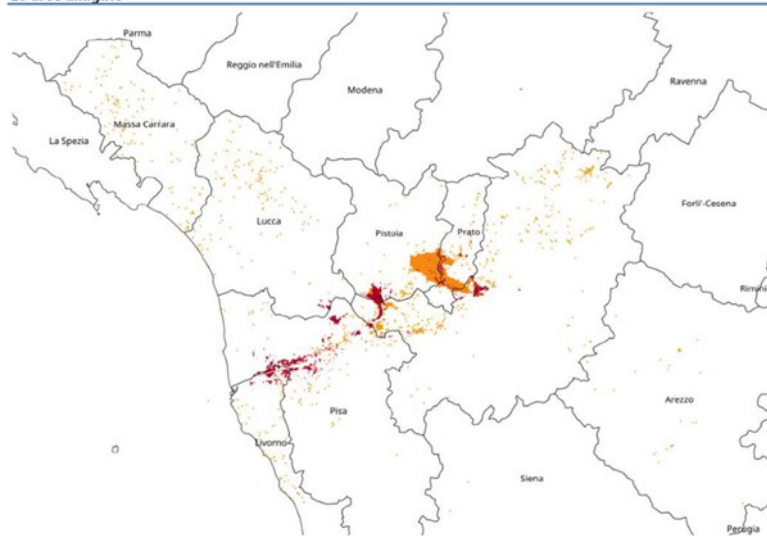 Parma
Reggio nell'Emilia
Modena
Ravenna
Massa Carrara
La Spezia
Forlì-Cesena
Lucca
Pistoia
Prato
Rimini
Arezzo
Pisa
Livorno
Siena
Perugia